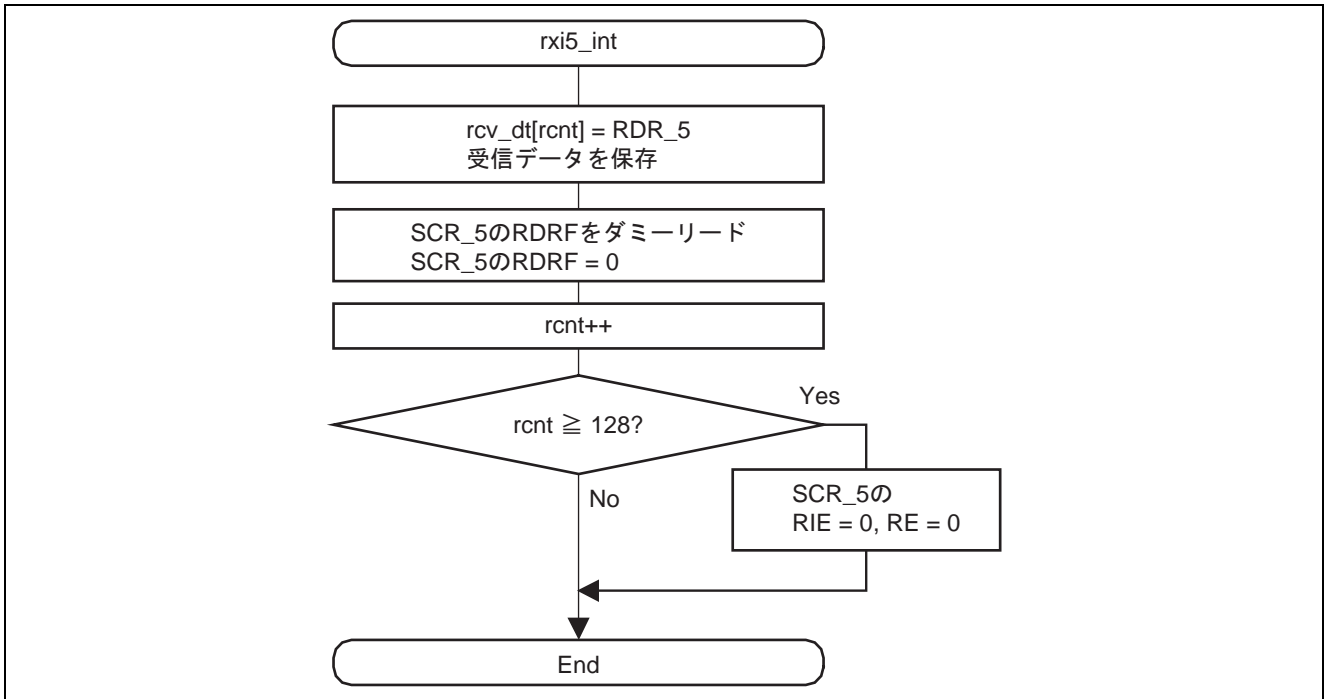 rxi5_int
rcv_dt[rcnt] = RDR_5
受信データを保存
SCR_5のRDRFをダミーリード
SCR_5のRDRF = 0
rcnt++
rcnt ≧ 128?
Yes
No
SCR_5の
RIE = 0, RE = 0
End